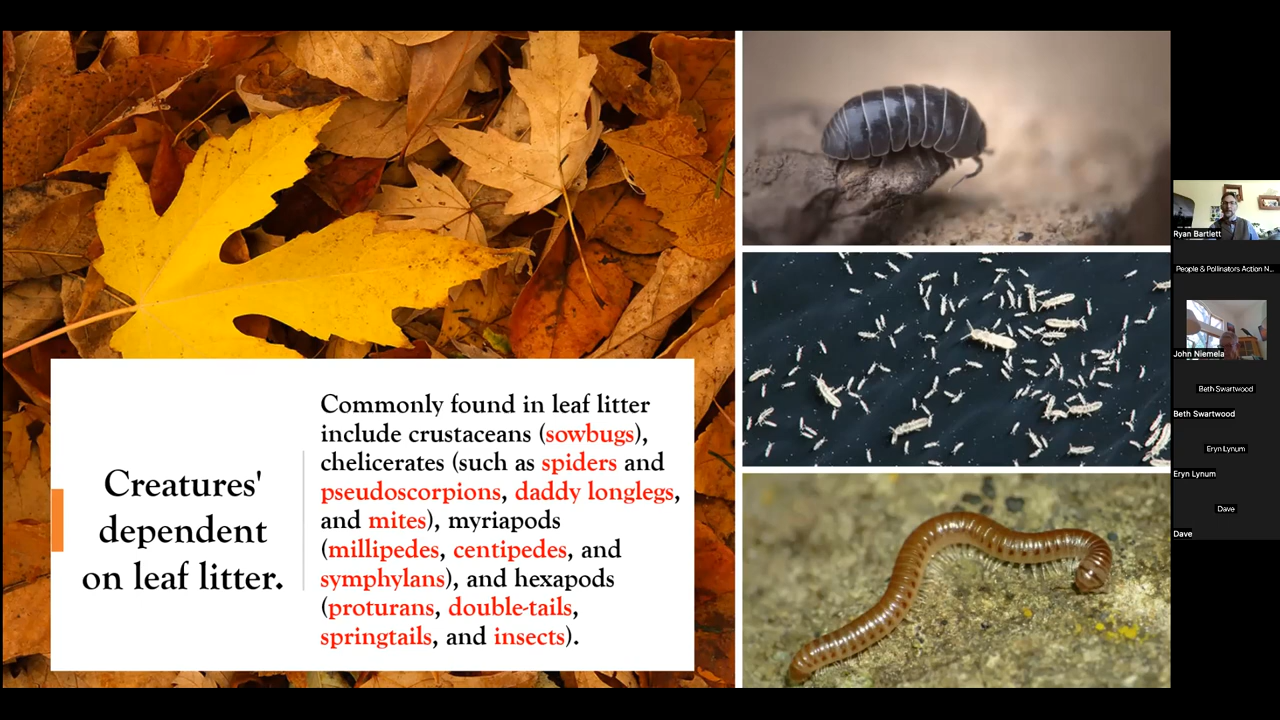 Creatures'
dependent
on leaf litter.
Commonly found in leaf litter
include crustaceans (sowbugs),
chelicerates (such as spiders and
pseudoscorpions, daddy longlegs,
and mites), myriapods
(millipedes, centipedes, and
symphylans), and hexapods
(proturans, double-tails,
springtails, and insects).
Ryan Bartlett
People & Pollinators Action N...
John Niemela
Beth Swartwood
Beth Swartwood
Eryn Lynum
Eryn Lynum
Dave
Dave